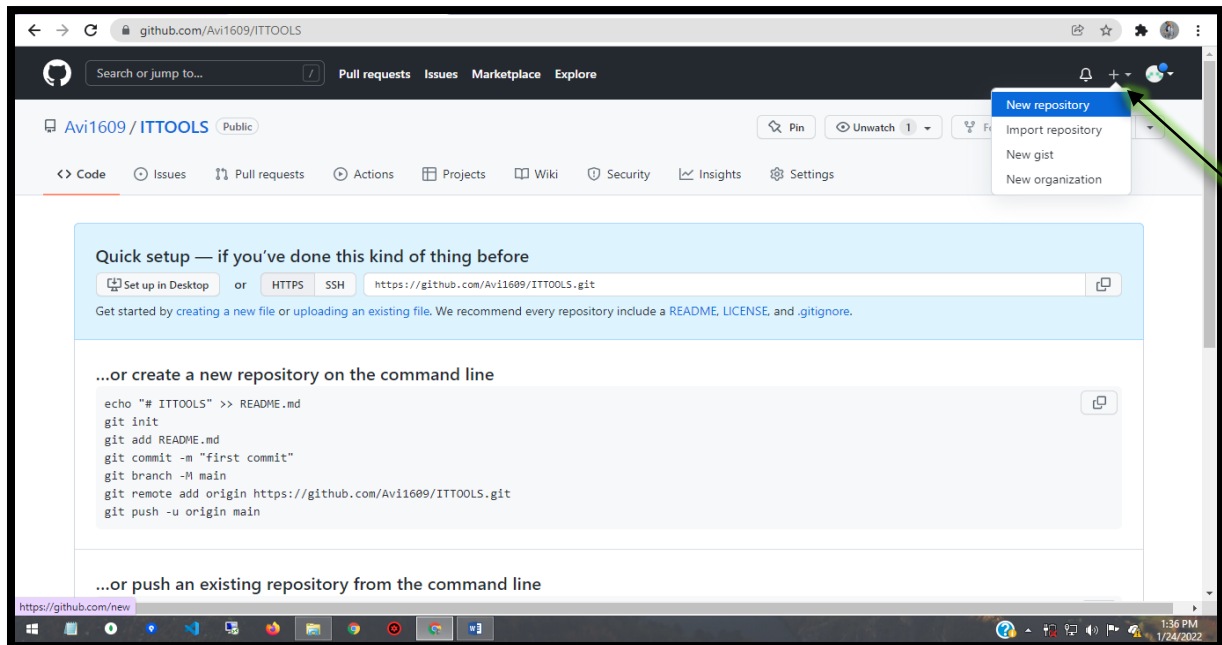 github.com/Avi1609/ITTOOLS
Search or jump to... / Pull requests Issues Marketplace Explore
New repository
Import repository
New gist
New organization
Avi1609 / ITTOOLS Public Pin Unwatch 1
Code Issues Pull requests Actions Projects Wiki Security Insights Settings
Quick setup — if you’ve done this kind of thing before
Set up in Desktop or HTTPS SSH https://github.com/Avi1609/ITTOOLS.git
Get started by creating a new file or uploading an existing file. We recommend every repository include a README, LICENSE, and .gitignore.
...or create a new repository on the command line
echo "# ITTOOLS" >> README.md
git init
git add README.md
git commit -m "first commit"
git branch -M main
git remote add origin https://github.com/Avi1609/ITTOOLS.git
git push -u origin main
...or push an existing repository from the command line
https://github.com/new
1:36 PM
1/24/2022